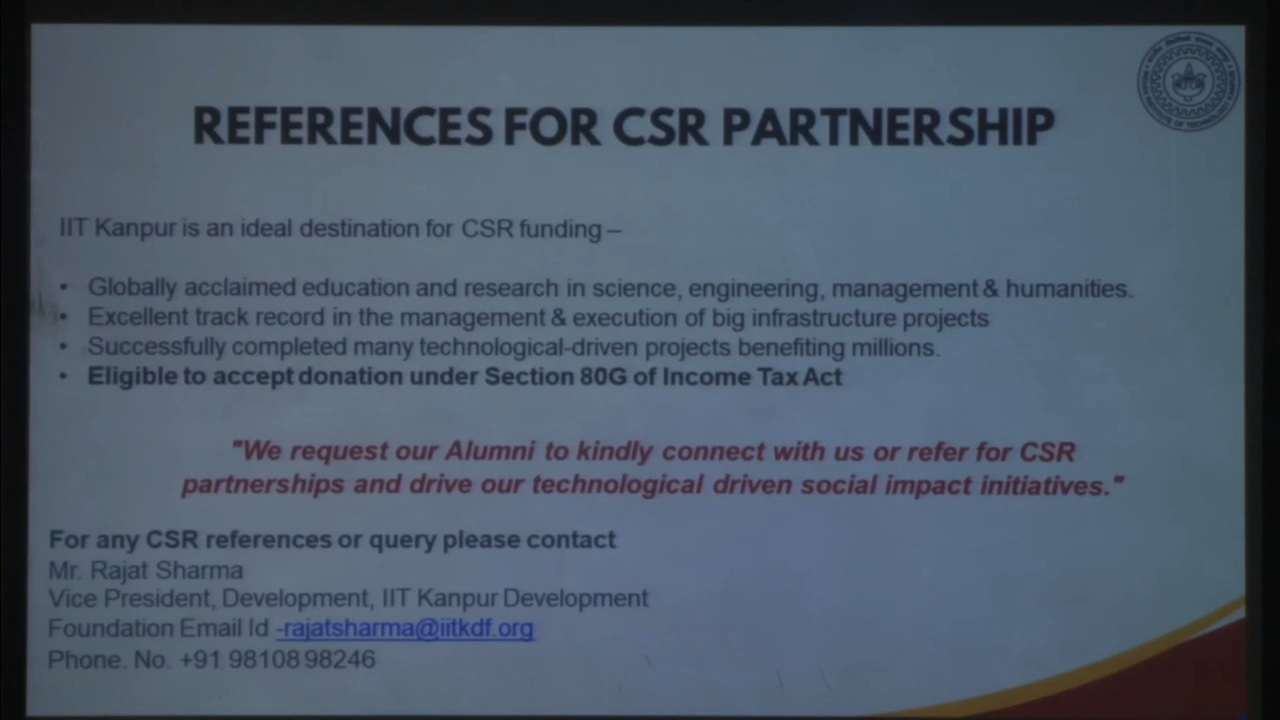 REFERENCES FOR CSR PARTNERSHIP
IIT Kanpur is an ideal destination for CSR funding –
• Globally acclaimed education and research in science, engineering, management & humanities.
• Excellent track record in the management & execution of big infrastructure projects
• Successfully completed many technological-driven projects benefiting millions.
• Eligible to accept donation under Section 80G of Income Tax Act
"We request our Alumni to kindly connect with us or refer for CSR
partnerships and drive our technological driven social impact initiatives."
For any CSR references or query please contact
Mr. Rajat Sharma
Vice President, Development, IIT Kanpur Development
Foundation Email Id -rajatsharma@iitkdf.org
Phone. No. +91 9810898246